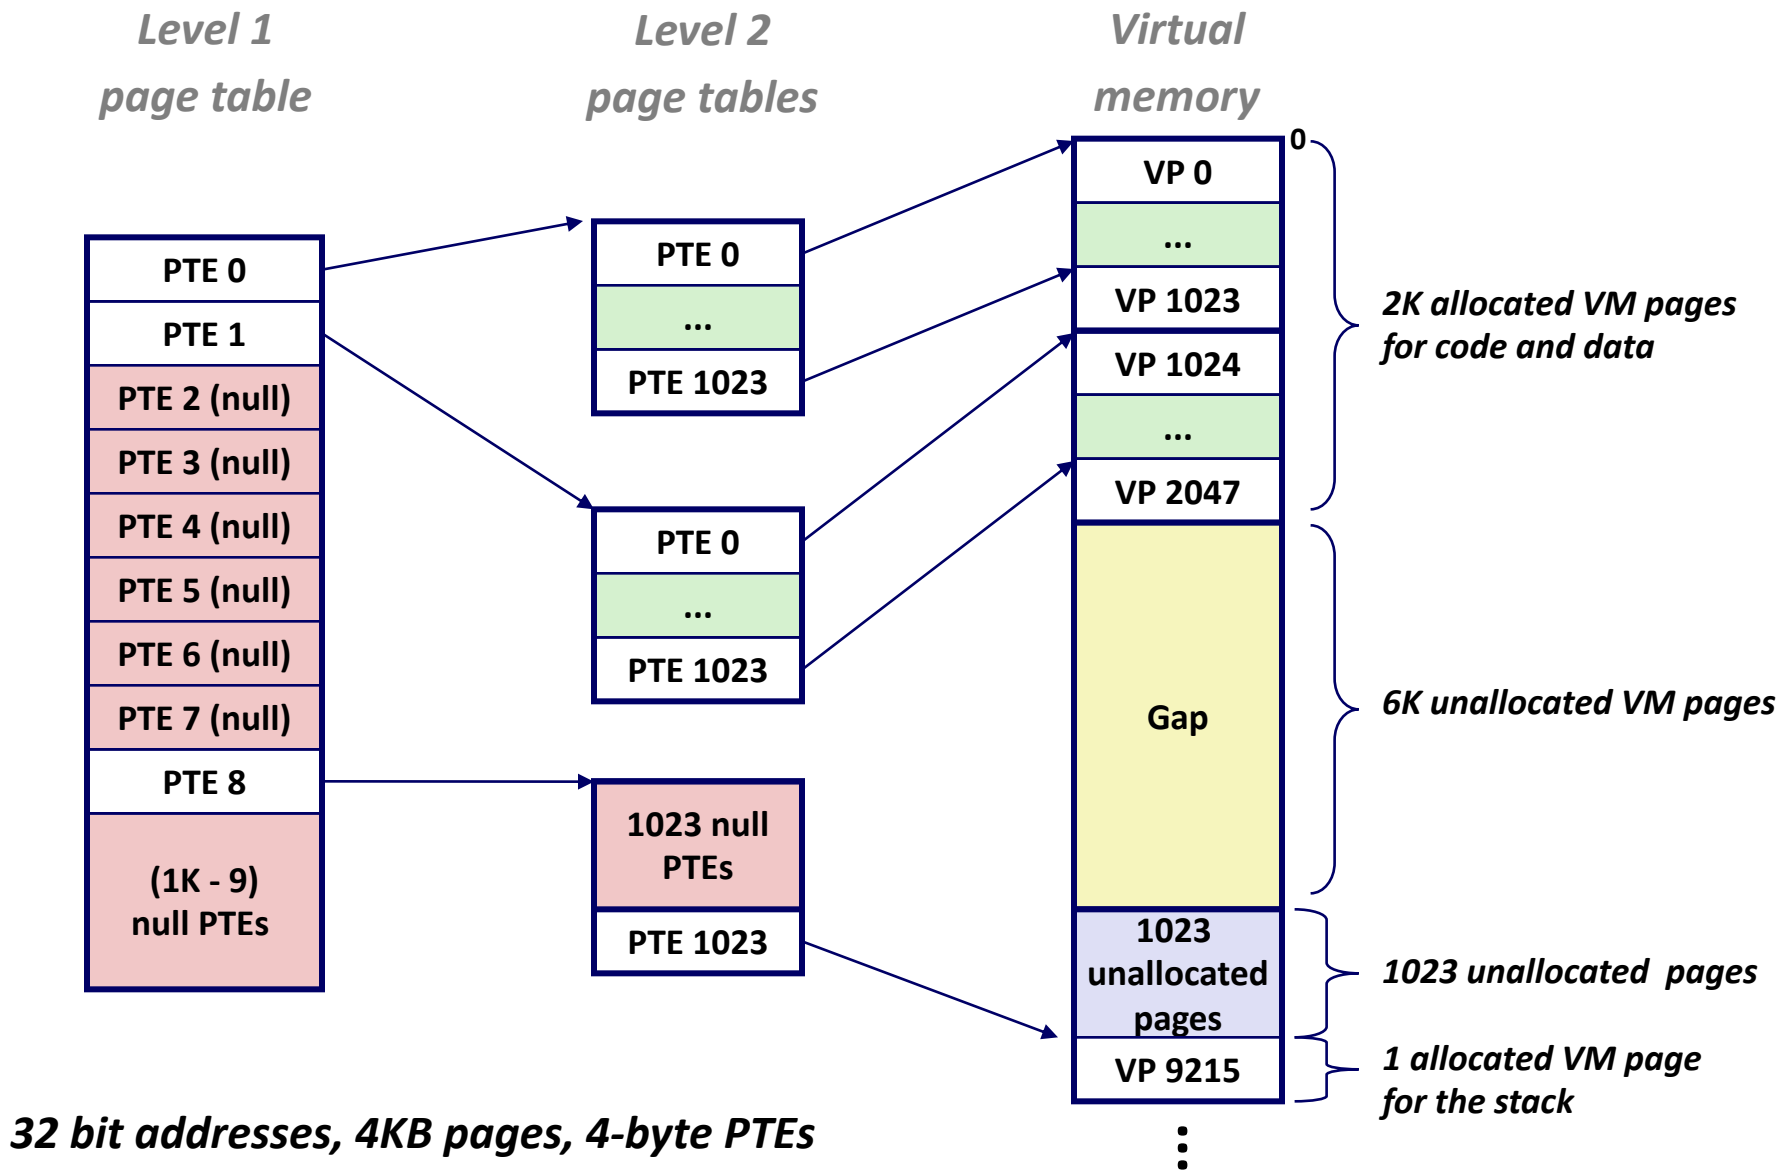 Level 1
page table
PTE 0
PTE 1
PTE 2 (null)
PTE 3 (null)
PTE 4 (null)
PTE 5 (null)
PTE 6 (null)
PTE 7 (null)
PTE 8
(1K - 9)
null PTEs
Level 2
page tables
PTE 0
...
PTE 1023
PTE 0
...
PTE 1023
1023 null
PTEs
PTE 1023
Virtual
memory
0
VP 0
...
VP 1023
VP 1024
...
VP 2047
Gap
1023
unallocated
pages
VP 9215
2K allocated VM pages
for code and data
6K unallocated VM pages
1023 unallocated pages
1 allocated VM page
for the stack
32 bit addresses, 4KB pages, 4-byte PTEs